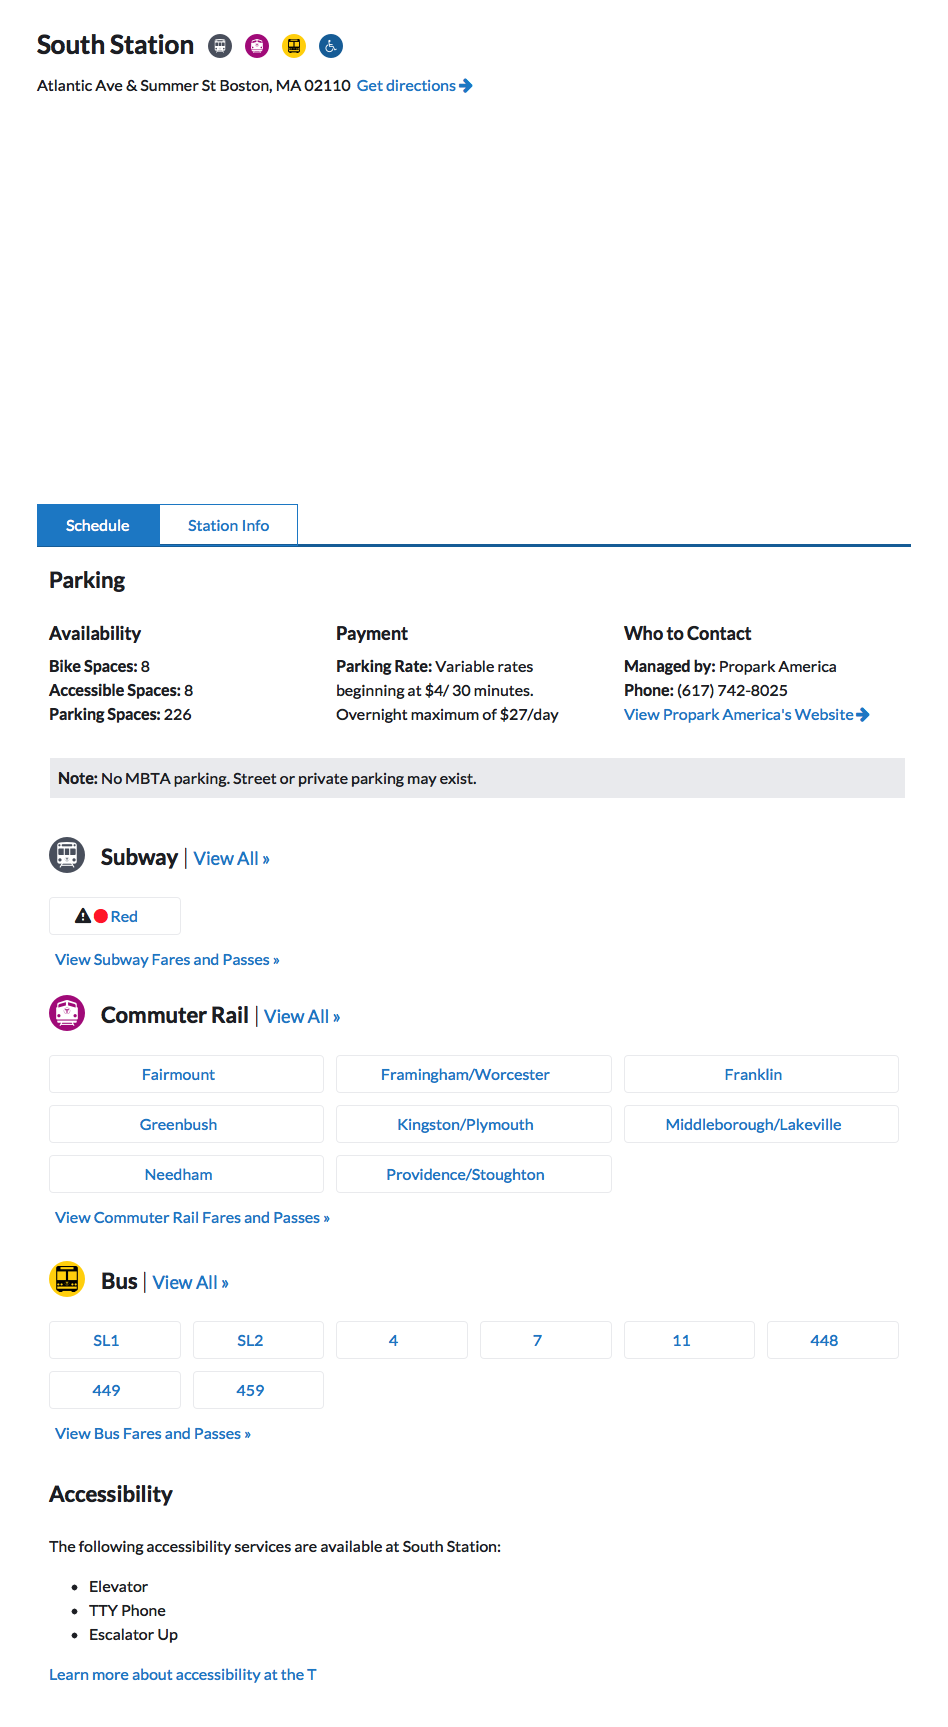 South Station
Atlantic Ave & Summer St Boston, MA 02110 Get directions
Schedule
Station Info
Parking
Availability
Bike Spaces: 8
Accessible Spaces: 8
Parking Spaces: 226
Payment
Parking Rate: Variable rates
beginning at $4/ 30 minutes.
Overnight maximum of $27/day
Who to Contact
Managed by: Propark America
Phone: (617) 742-8025
View Propark America's Website
Note: No MBTA parking. Street or private parking may exist.
Subway | View All »
Red
View Subway Fares and Passes »
Commuter Rail | View All »
Fairmount
Framingham/Worcester
Franklin
Greenbush
Kingston/Plymouth
Middleborough/Lakeville
Needham
Providence/Stoughton
View Commuter Rail Fares and Passes »
Bus | View All »
SL1
SL2
4
7
11
448
449
459
View Bus Fares and Passes »
Accessibility
The following accessibility services are available at South Station:
• Elevator
• TTY Phone
• Escalator Up
Learn more about accessibility at the T